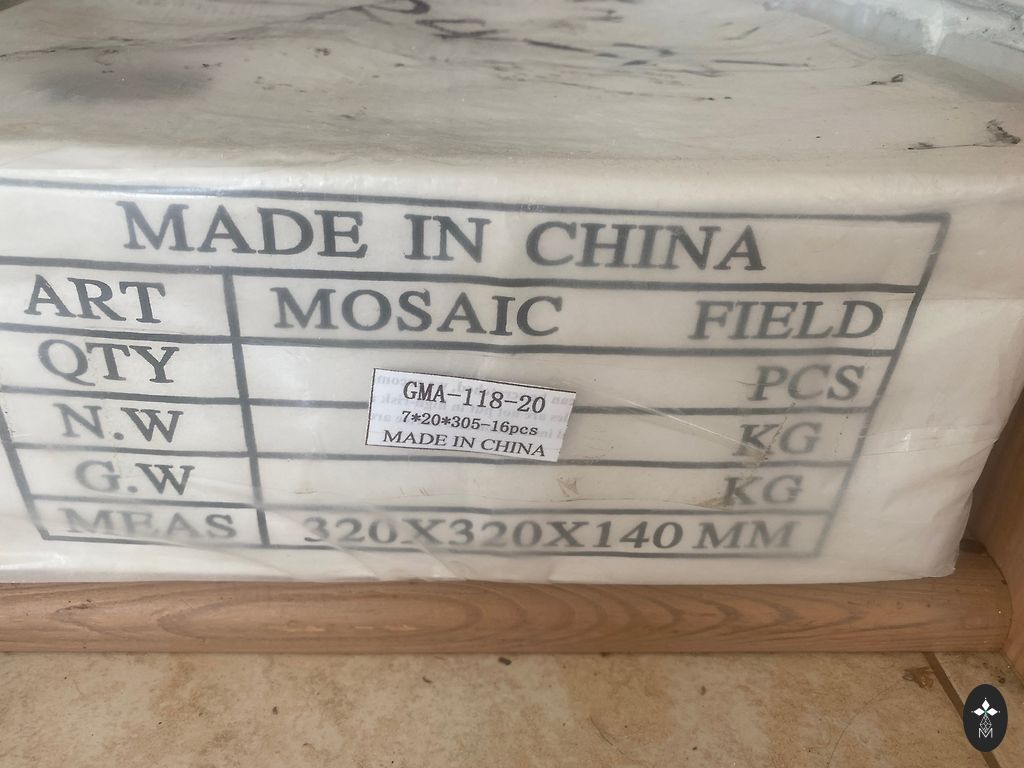 MADE IN CHINA
ART MOSAIC FIELD
QTY PCS
GMA-118-20
7*20*305-16pcs
MADE IN CHINA
N.W KG
G.W KG
MEAS 320X320X140 MM
M